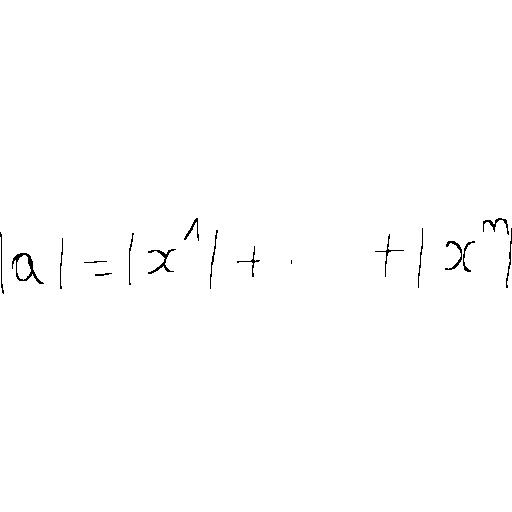 |a| = |x^1| + . + |x^n|